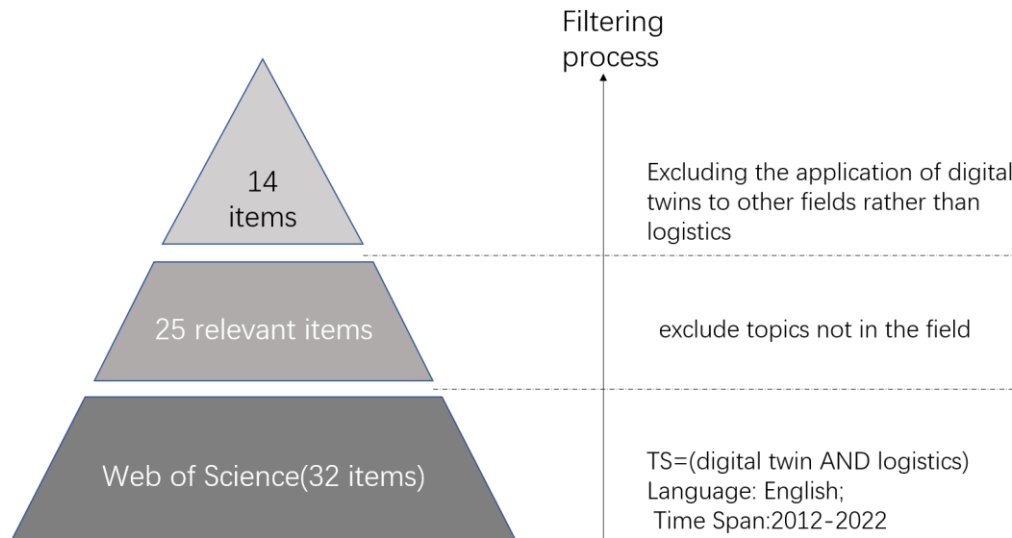 Filtering
process
14
items
Excluding the application of digital
twins to other fields rather than
logistics
25 relevant items
exclude topics not in the field
Web of Science(32 items)
TS=(digital twin AND logistics)
Language: English;
Time Span:2012-2022